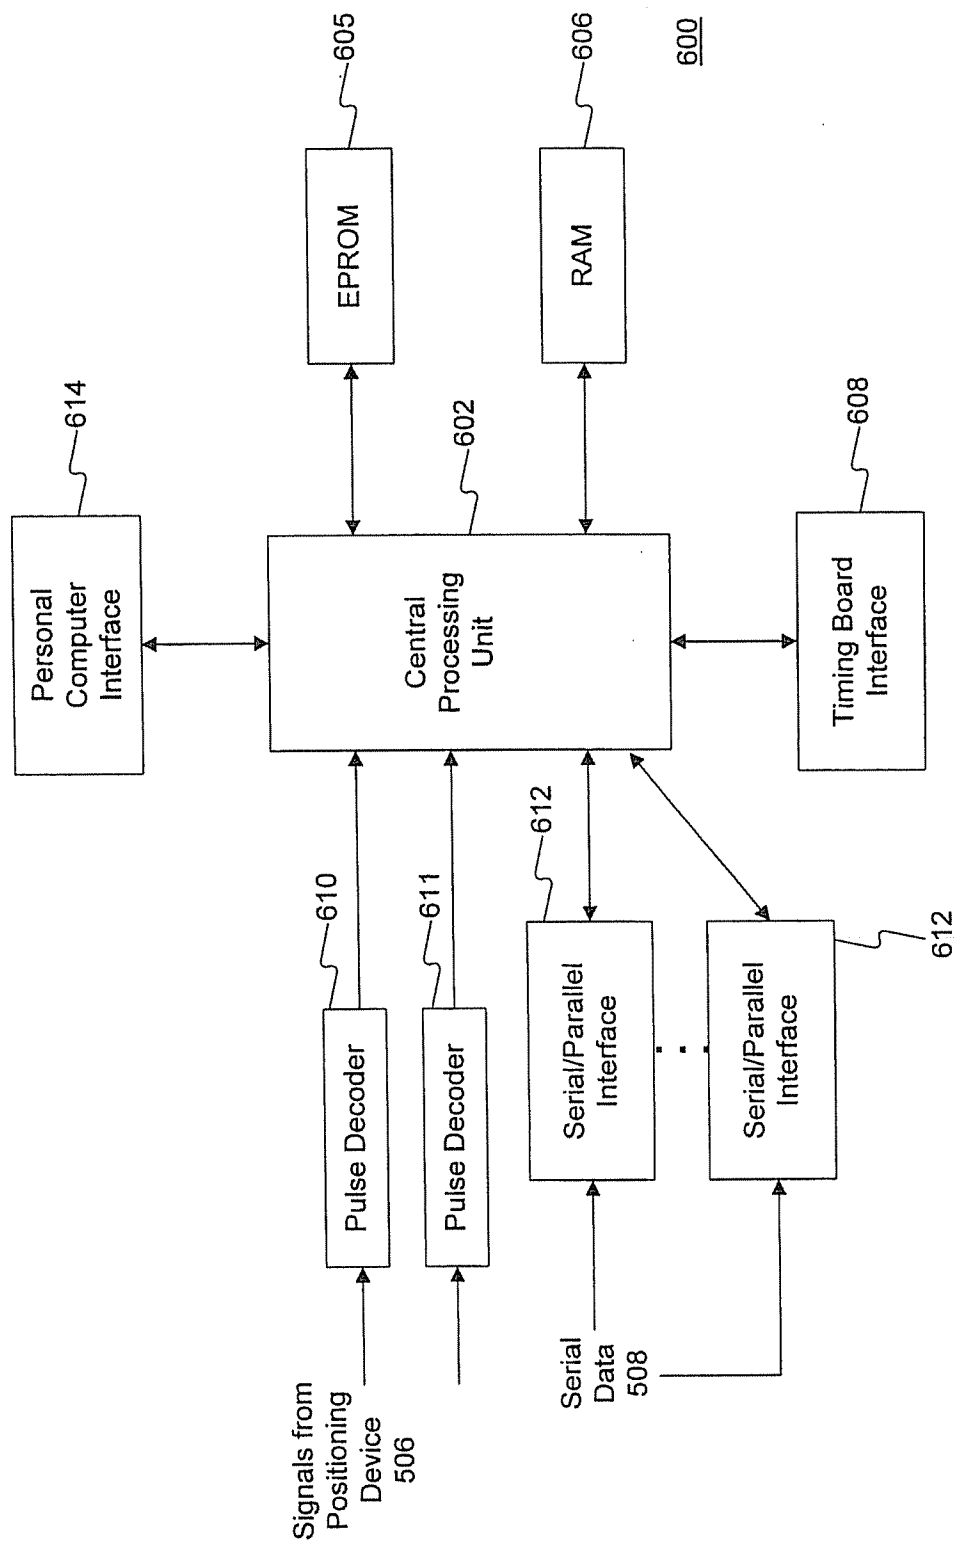 Signals from
Positioning
Device
506
Pulse Decoder
610
Pulse Decoder
611
Serial
Data
508
Serial/Parallel
Interface
612
Serial/Parallel
Interface
612
Personal
Computer
Interface
614
Central
Processing
Unit
602
Timing Board
Interface
608
EPROM
605
RAM
606
600